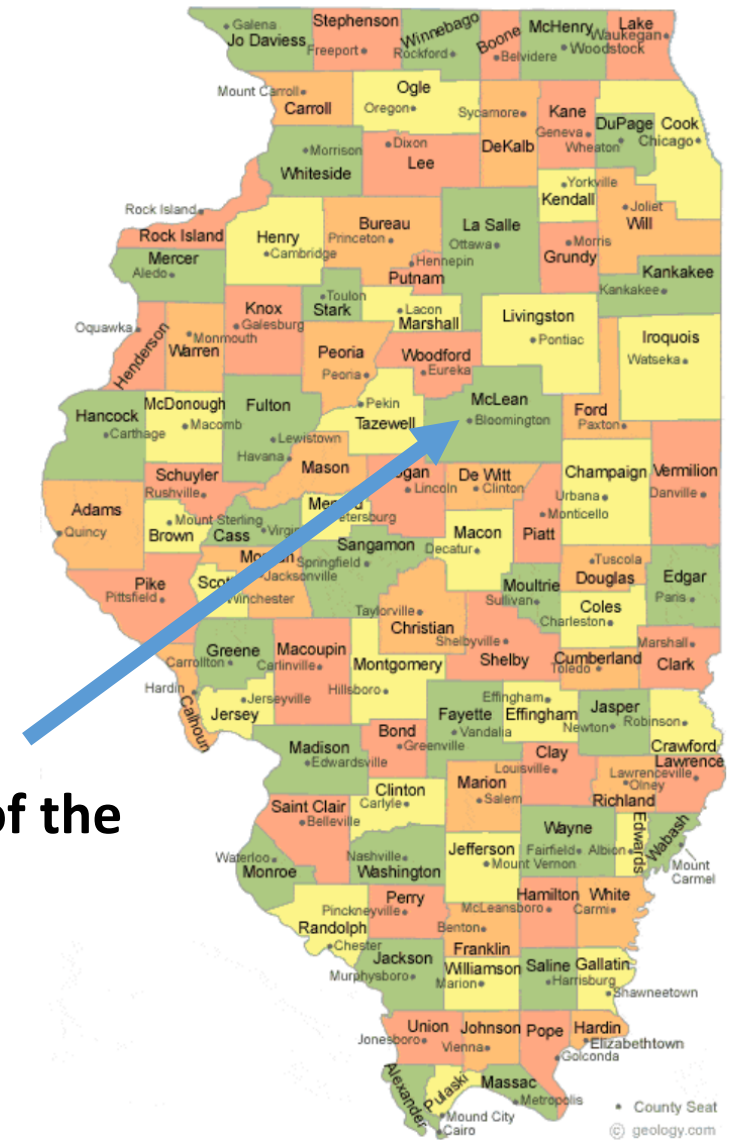 Galena
Jo Daviess
Stephenson
Freeport
Winnebago
Rockford
Boone
Belvidere
McHenry
Woodstock
Lake
Waukegan
Mount Carroll
Carroll
Ogle
Oregon
Sycamore
DeKalb
Kane
Geneva
DuPage
Wheaton
Cook
Chicago
Morrison
Whiteside
Dixon
Lee
Yorkville
Kendall
Joliet
Will
Rock Island
Rock Island
Henry
Cambridge
Bureau
Princeton
La Salle
Ottawa
Morris
Grundy
Mercer
Aledo
Hennepin
Putnam
Kankakee
Kankakee
Toulon
Stark
Lacon
Marshall
Livingston
Pontiac
Iroquois
Watseka
Oquawka
Henderson
Monmouth
Warren
Knox
Galesburg
Peoria
Peoria
Woodford
Eureka
Hancock
Carthage
McDonough
Macomb
Fulton
Lewistown
Havana
Pekin
Tazewell
McLean
Bloomington
Ford
Paxton
Schuyler
Rushville
Mason
Lincoln
De Witt
Clinton
Champaign
Urbana
Vermilion
Danville
Adams
Quincy
Mount Sterling
Brown
Cass
Macon
Decatur
Monticello
Piatt
Pike
Pittsfield
Jacksonville
Sangamon
Springfield
Moultrie
Sullivan
Tuscola
Douglas
Edgar
Paris
Taylorville
Christian
Shelbyville
Shelby
Coles
Charleston
Greene
Carrollton
Macoupin
Carlinville
Montgomery
Hillsboro
Cumberland
Toledo
Marshall
Clark
Hardin
Calhoun
Jerseyville
Jersey
Fayette
Vandalia
Effingham
Effingham
Jasper
Newton
Robinson
Crawford
Madison
Edwardsville
Bond
Greenville
Clay
Louisville
Lawrence
Lawrenceville
Olney
Richland
of the
Saint Clair
Belleville
Clinton
Carlyle
Marion
Salem
Wayne
Fairfield
Albion
Edwards
Wabash
Mount
Carmel
Waterloo
Monroe
Nashville
Washington
Jefferson
Mount Vernon
Perry
Pinckneyville
Hamilton
McLeansboro
White
Carmi
Randolph
Chester
Benton
Franklin
Jackson
Murphysboro
Williamson
Marion
Saline
Harrisburg
Gallatin
Shawneetown
Union
Jonesboro
Johnson
Vienna
Pope
Golconda
Hardin
Elizabethtown
Alexander
Pulaski
Mound City
Cairo
Massac
Metropolis
County Seat
© geology.com